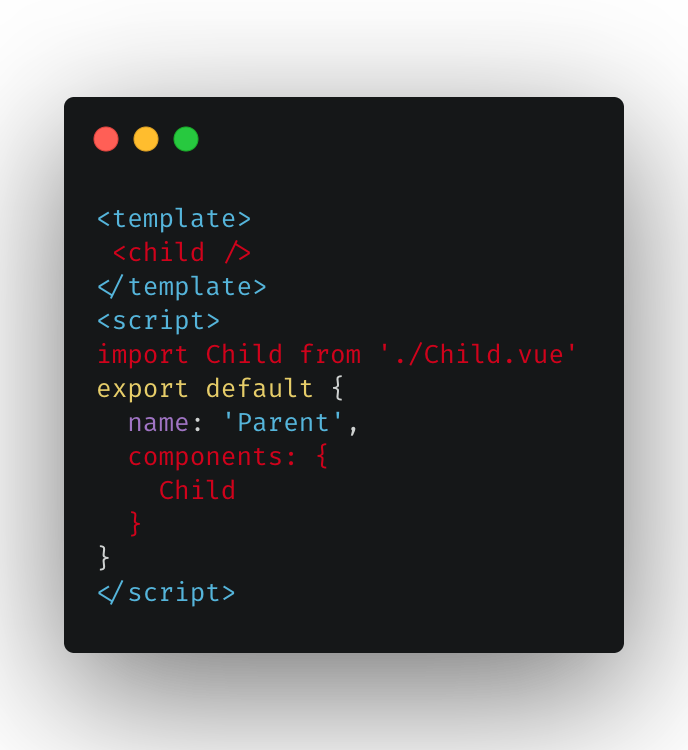 <template>
 <child />
</template>
<script>
import Child from './Child.vue'
export default {
  name: 'Parent',
  components: {
    Child
  }
}
</script>